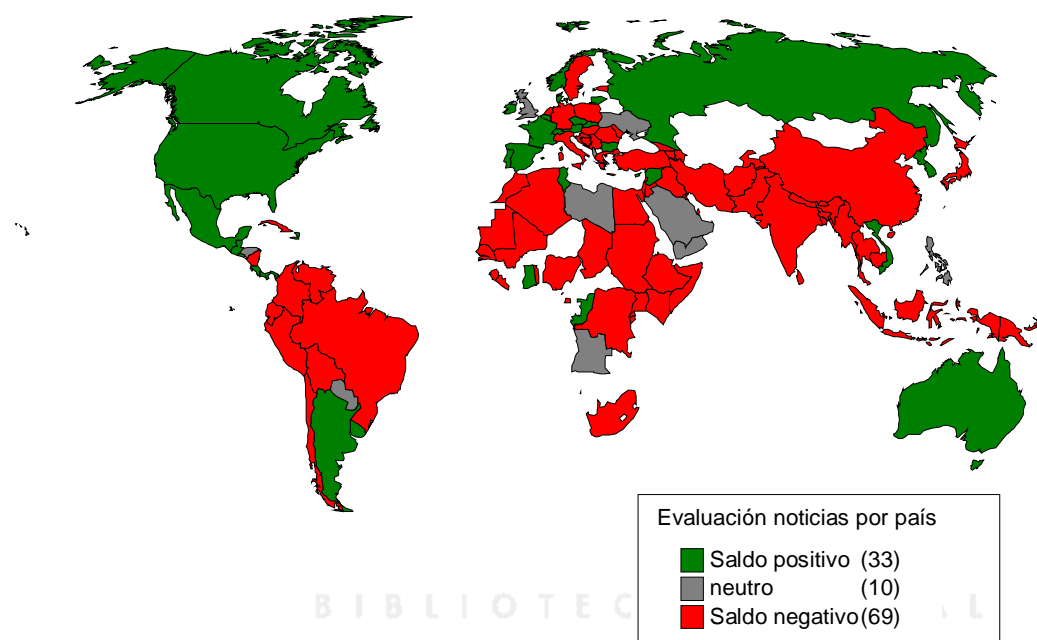 Evaluación noticias por país
Saldo positivo (33)
neutro (10)
Saldo negativo (69)
B I B L I O T E C
L